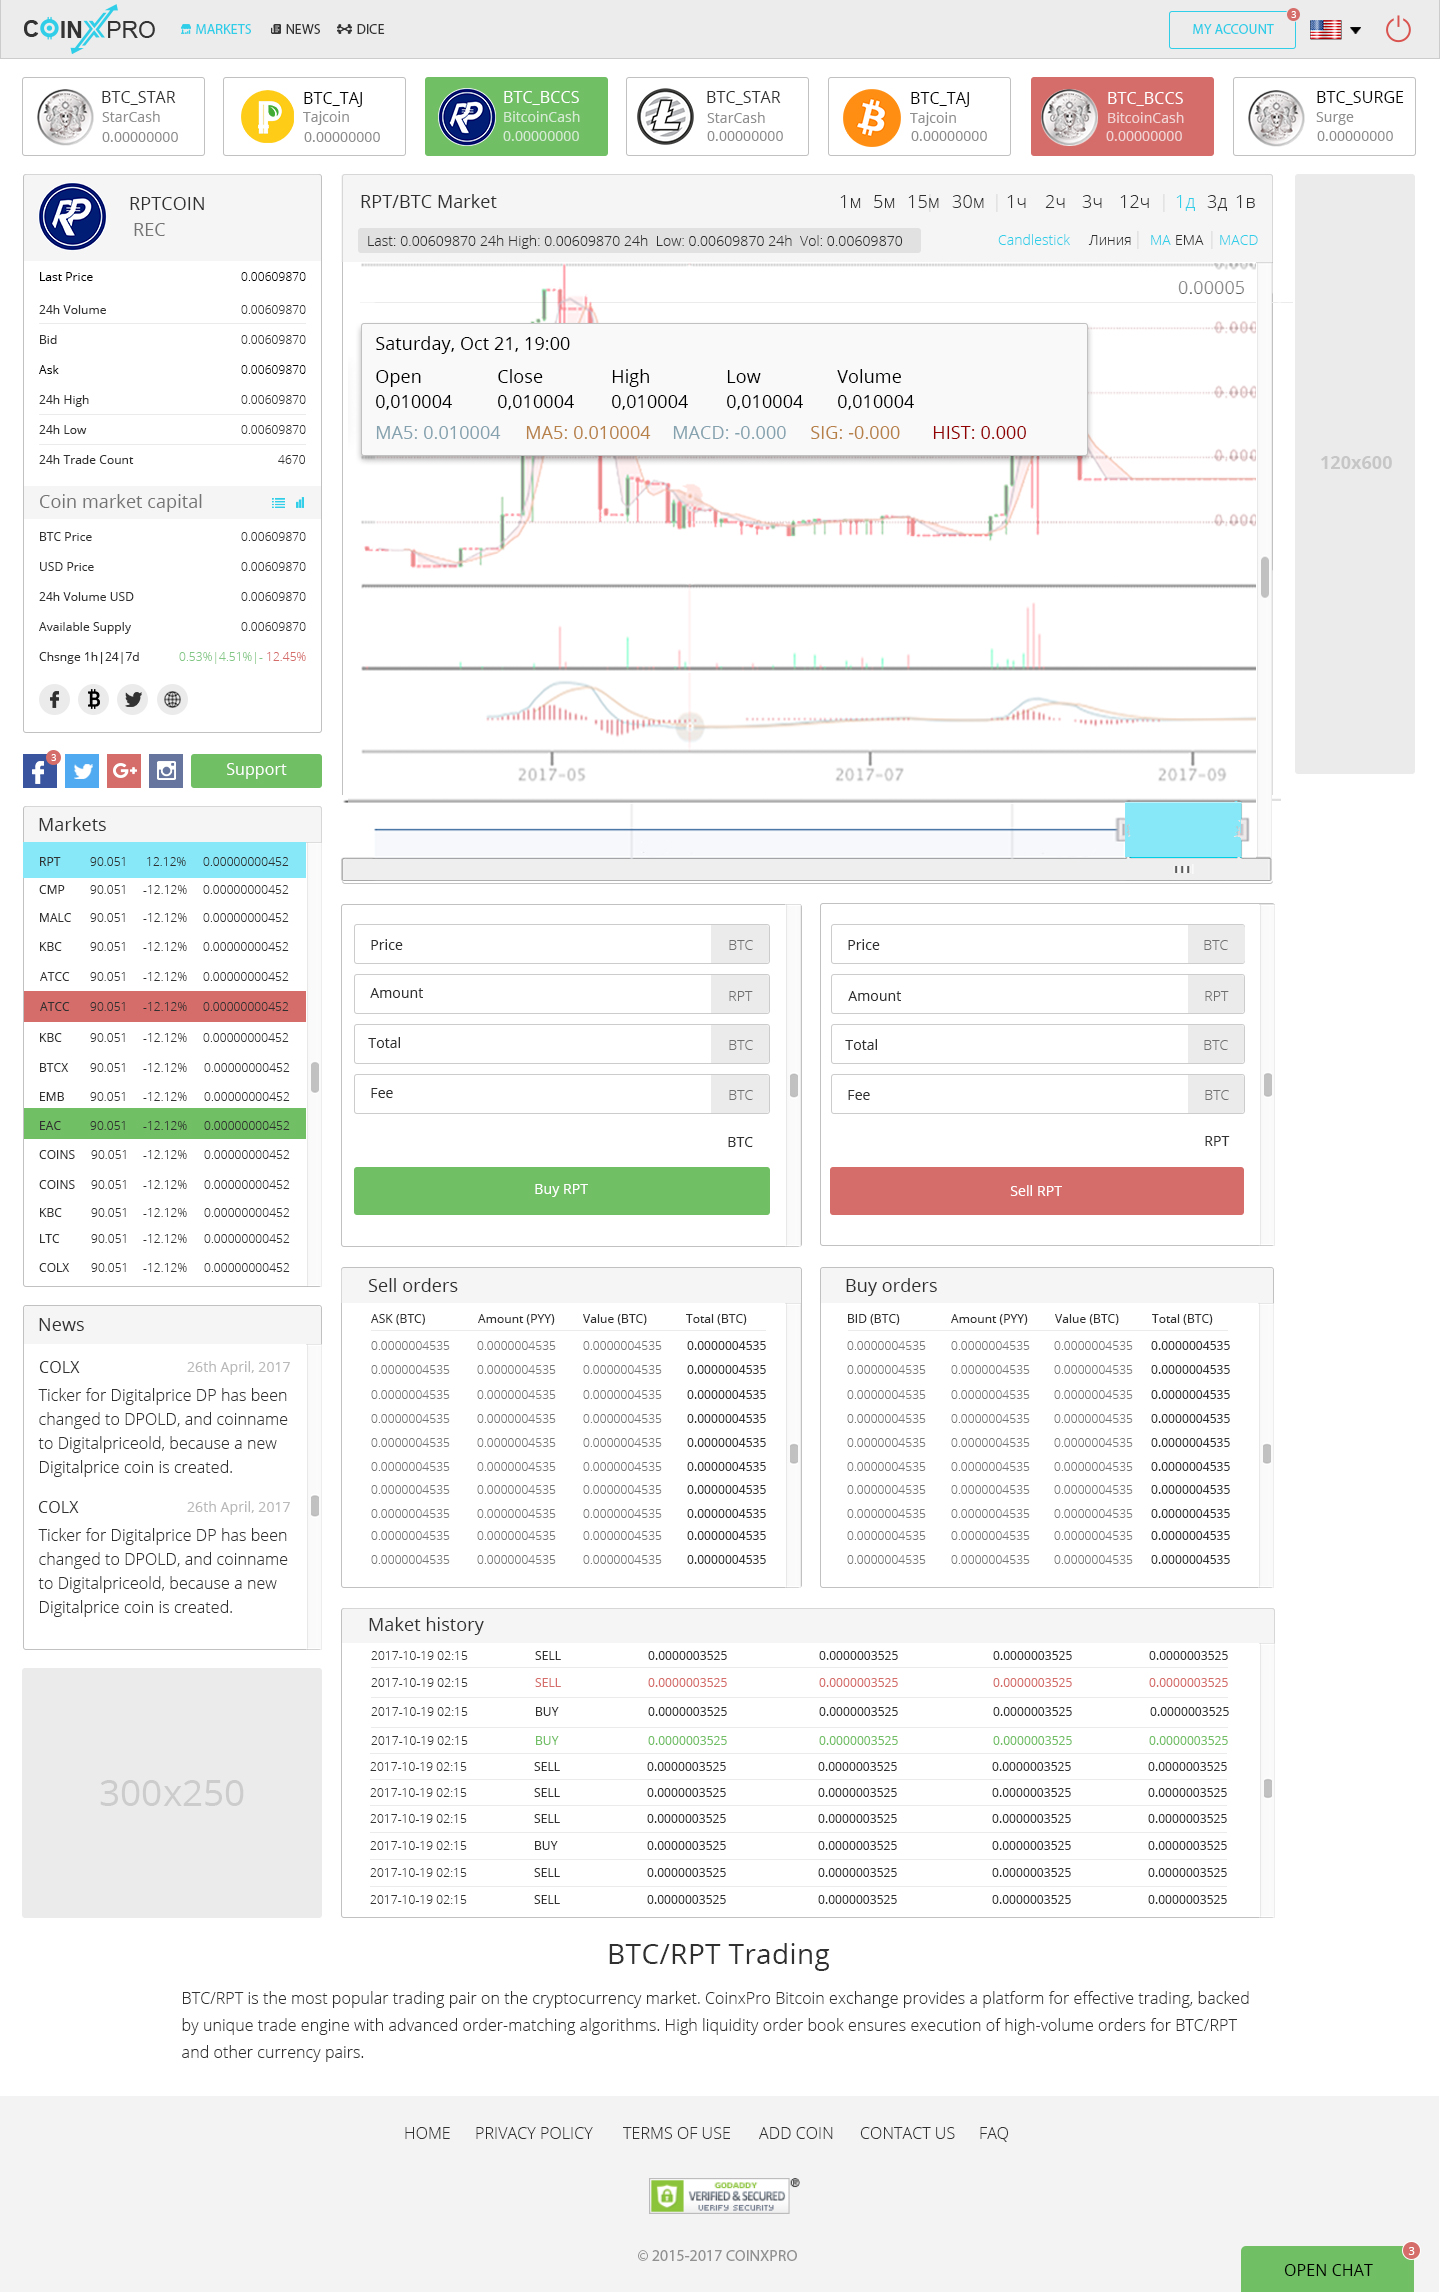 COINXPRO MARKETS NEWS DICE MY ACCOUNT 3
BTC_STAR
StarCash
0.00000000
BTC_TAJ
Tajcoin
0.00000000
BTC_BCCS
BitcoinCash
0.00000000
BTC_STAR
StarCash
0.00000000
BTC_TAJ
Tajcoin
0.00000000
BTC_BCCS
BitcoinCash
0.00000000
BTC_SURGE
Surge
0.00000000
RPTCOIN
REC
Last Price 0.00609870
24h Volume 0.00609870
Bid 0.00609870
Ask 0.00609870
24h High 0.00609870
24h Low 0.00609870
24h Trade Count 4670
Coin market capital
BTC Price 0.00609870
USD Price 0.00609870
24h Volume USD 0.00609870
Available Supply 0.00609870
Chsnge 1h|24|7d 0.53%|4.51%|- 12.45%
3
Support
RPT/BTC Market 1м 5м 15м 30м | 1ч 2ч 3ч 12ч | 1д 3д 1в
Last: 0.00609870 24h High: 0.00609870 24h Low: 0.00609870 24h Vol: 0.00609870
Candlestick Линия | MA EMA | MACD
0.00005
0.000
Saturday, Oct 21, 19:00
Open Close High Low Volume
0,010004 0,010004 0,010004 0,010004 0,010004
MA5: 0.010004 MA5: 0.010004 MACD: -0.000 SIG: -0.000 HIST: 0.000
0.000
0.000
0.000
2017-05 2017-07 2017-09
120x600
Markets
RPT 90.051 12.12% 0.00000000452
CMP 90.051 -12.12% 0.00000000452
MALC 90.051 -12.12% 0.00000000452
KBC 90.051 -12.12% 0.00000000452
ATCC 90.051 -12.12% 0.00000000452
ATCC 90.051 -12.12% 0.00000000452
KBC 90.051 -12.12% 0.00000000452
BTCX 90.051 -12.12% 0.00000000452
EMB 90.051 -12.12% 0.00000000452
EAC 90.051 -12.12% 0.00000000452
COINS 90.051 -12.12% 0.00000000452
COINS 90.051 -12.12% 0.00000000452
KBC 90.051 -12.12% 0.00000000452
LTC 90.051 -12.12% 0.00000000452
COLX 90.051 -12.12% 0.00000000452
Price BTC
Amount RPT
Total BTC
Fee BTC
BTC
Buy RPT
Price BTC
Amount RPT
Total BTC
Fee BTC
RPT
Sell RPT
News
COLX 26th April, 2017
Ticker for Digitalprice DP has been
changed to DPOLD, and coinname
to Digitalpriceold, because a new
Digitalprice coin is created.
COLX 26th April, 2017
Ticker for Digitalprice DP has been
changed to DPOLD, and coinname
to Digitalpriceold, because a new
Digitalprice coin is created.
300x250
Sell orders
ASK (BTC) Amount (PYY) Value (BTC) Total (BTC)
0.0000004535 0.0000004535 0.0000004535 0.0000004535
0.0000004535 0.0000004535 0.0000004535 0.0000004535
0.0000004535 0.0000004535 0.0000004535 0.0000004535
0.0000004535 0.0000004535 0.0000004535 0.0000004535
0.0000004535 0.0000004535 0.0000004535 0.0000004535
0.0000004535 0.0000004535 0.0000004535 0.0000004535
0.0000004535 0.0000004535 0.0000004535 0.0000004535
0.0000004535 0.0000004535 0.0000004535 0.0000004535
0.0000004535 0.0000004535 0.0000004535 0.0000004535
0.0000004535 0.0000004535 0.0000004535 0.0000004535
Buy orders
BID (BTC) Amount (PYY) Value (BTC) Total (BTC)
0.0000004535 0.0000004535 0.0000004535 0.0000004535
0.0000004535 0.0000004535 0.0000004535 0.0000004535
0.0000004535 0.0000004535 0.0000004535 0.0000004535
0.0000004535 0.0000004535 0.0000004535 0.0000004535
0.0000004535 0.0000004535 0.0000004535 0.0000004535
0.0000004535 0.0000004535 0.0000004535 0.0000004535
0.0000004535 0.0000004535 0.0000004535 0.0000004535
0.0000004535 0.0000004535 0.0000004535 0.0000004535
0.0000004535 0.0000004535 0.0000004535 0.0000004535
0.0000004535 0.0000004535 0.0000004535 0.0000004535
Maket history
2017-10-19 02:15 SELL 0.0000003525 0.0000003525 0.0000003525 0.0000003525
2017-10-19 02:15 SELL 0.0000003525 0.0000003525 0.0000003525 0.0000003525
2017-10-19 02:15 BUY 0.0000003525 0.0000003525 0.0000003525 0.0000003525
2017-10-19 02:15 BUY 0.0000003525 0.0000003525 0.0000003525 0.0000003525
2017-10-19 02:15 SELL 0.0000003525 0.0000003525 0.0000003525 0.0000003525
2017-10-19 02:15 SELL 0.0000003525 0.0000003525 0.0000003525 0.0000003525
2017-10-19 02:15 SELL 0.0000003525 0.0000003525 0.0000003525 0.0000003525
2017-10-19 02:15 BUY 0.0000003525 0.0000003525 0.0000003525 0.0000003525
2017-10-19 02:15 SELL 0.0000003525 0.0000003525 0.0000003525 0.0000003525
2017-10-19 02:15 SELL 0.0000003525 0.0000003525 0.0000003525 0.0000003525
BTC/RPT Trading
BTC/RPT is the most popular trading pair on the cryptocurrency market. CoinxPro Bitcoin exchange provides a platform for effective trading, backed
by unique trade engine with advanced order-matching algorithms. High liquidity order book ensures execution of high-volume orders for BTC/RPT
and other currency pairs.
HOME PRIVACY POLICY TERMS OF USE ADD COIN CONTACT US FAQ
GODADDY
VERIFIED & SECURED ®
VERIFY SECURITY
© 2015-2017 COINXPRO
OPEN CHAT 3